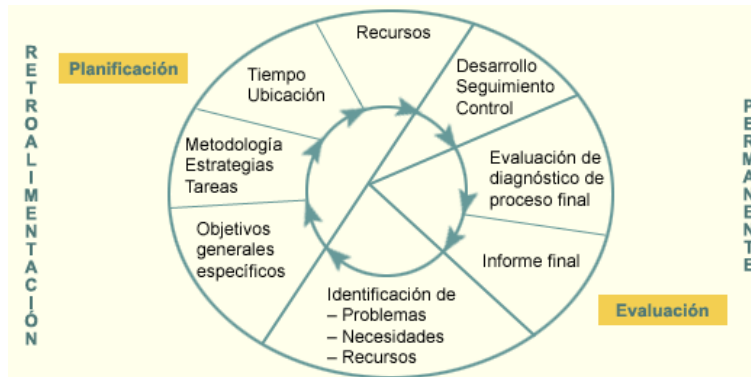 RETROALIMENTACIÓN
Planificación
Recursos
Tiempo
Ubicación
Desarrollo
Seguimiento
Control
Metodología
Estrategias
Tareas
Evaluación de
diagnóstico de
proceso final
Objetivos
generales
específicos
Informe final
Identificación de
– Problemas
– Necesidades
– Recursos
Evaluación
PERMANENTE